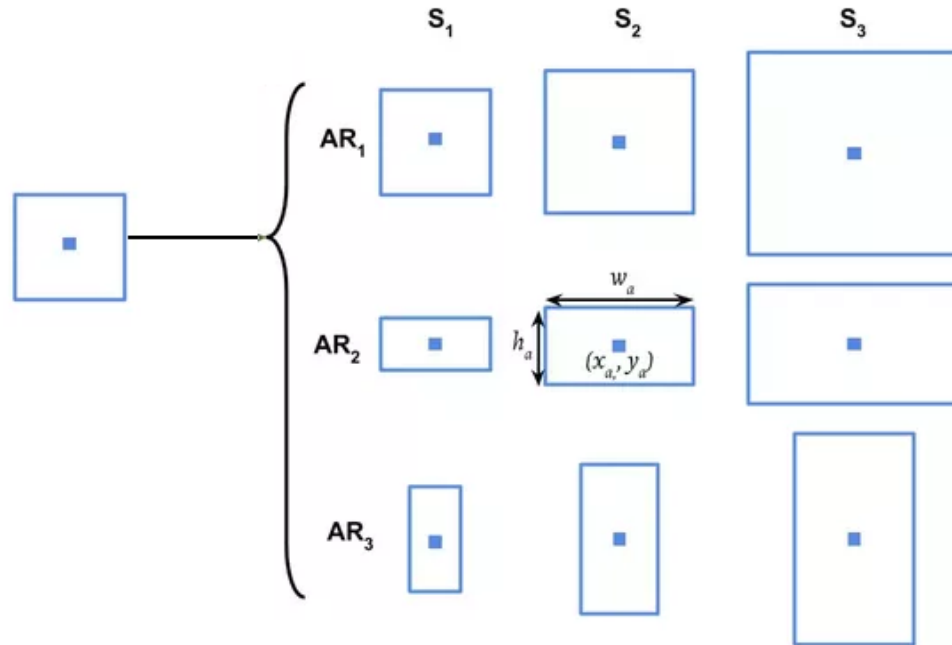 S₁ S₂ S₃
AR₁
wₐ
AR₂ hₐ
(xₐ, yₐ)
AR₃